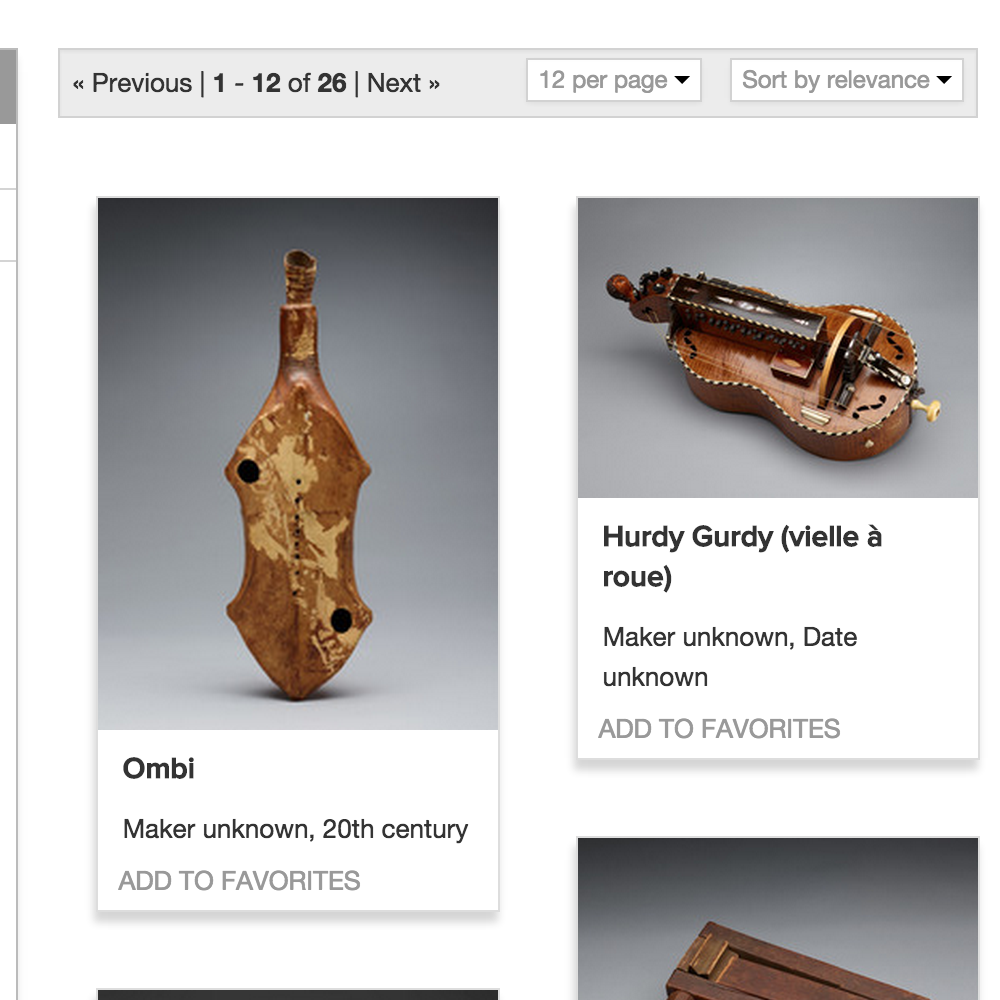 « Previous | 1 - 12 of 26 | Next »
12 per page
Sort by relevance
Ombi
Maker unknown, 20th century
ADD TO FAVORITES
Hurdy Gurdy (vielle à
roue)
Maker unknown, Date
unknown
ADD TO FAVORITES